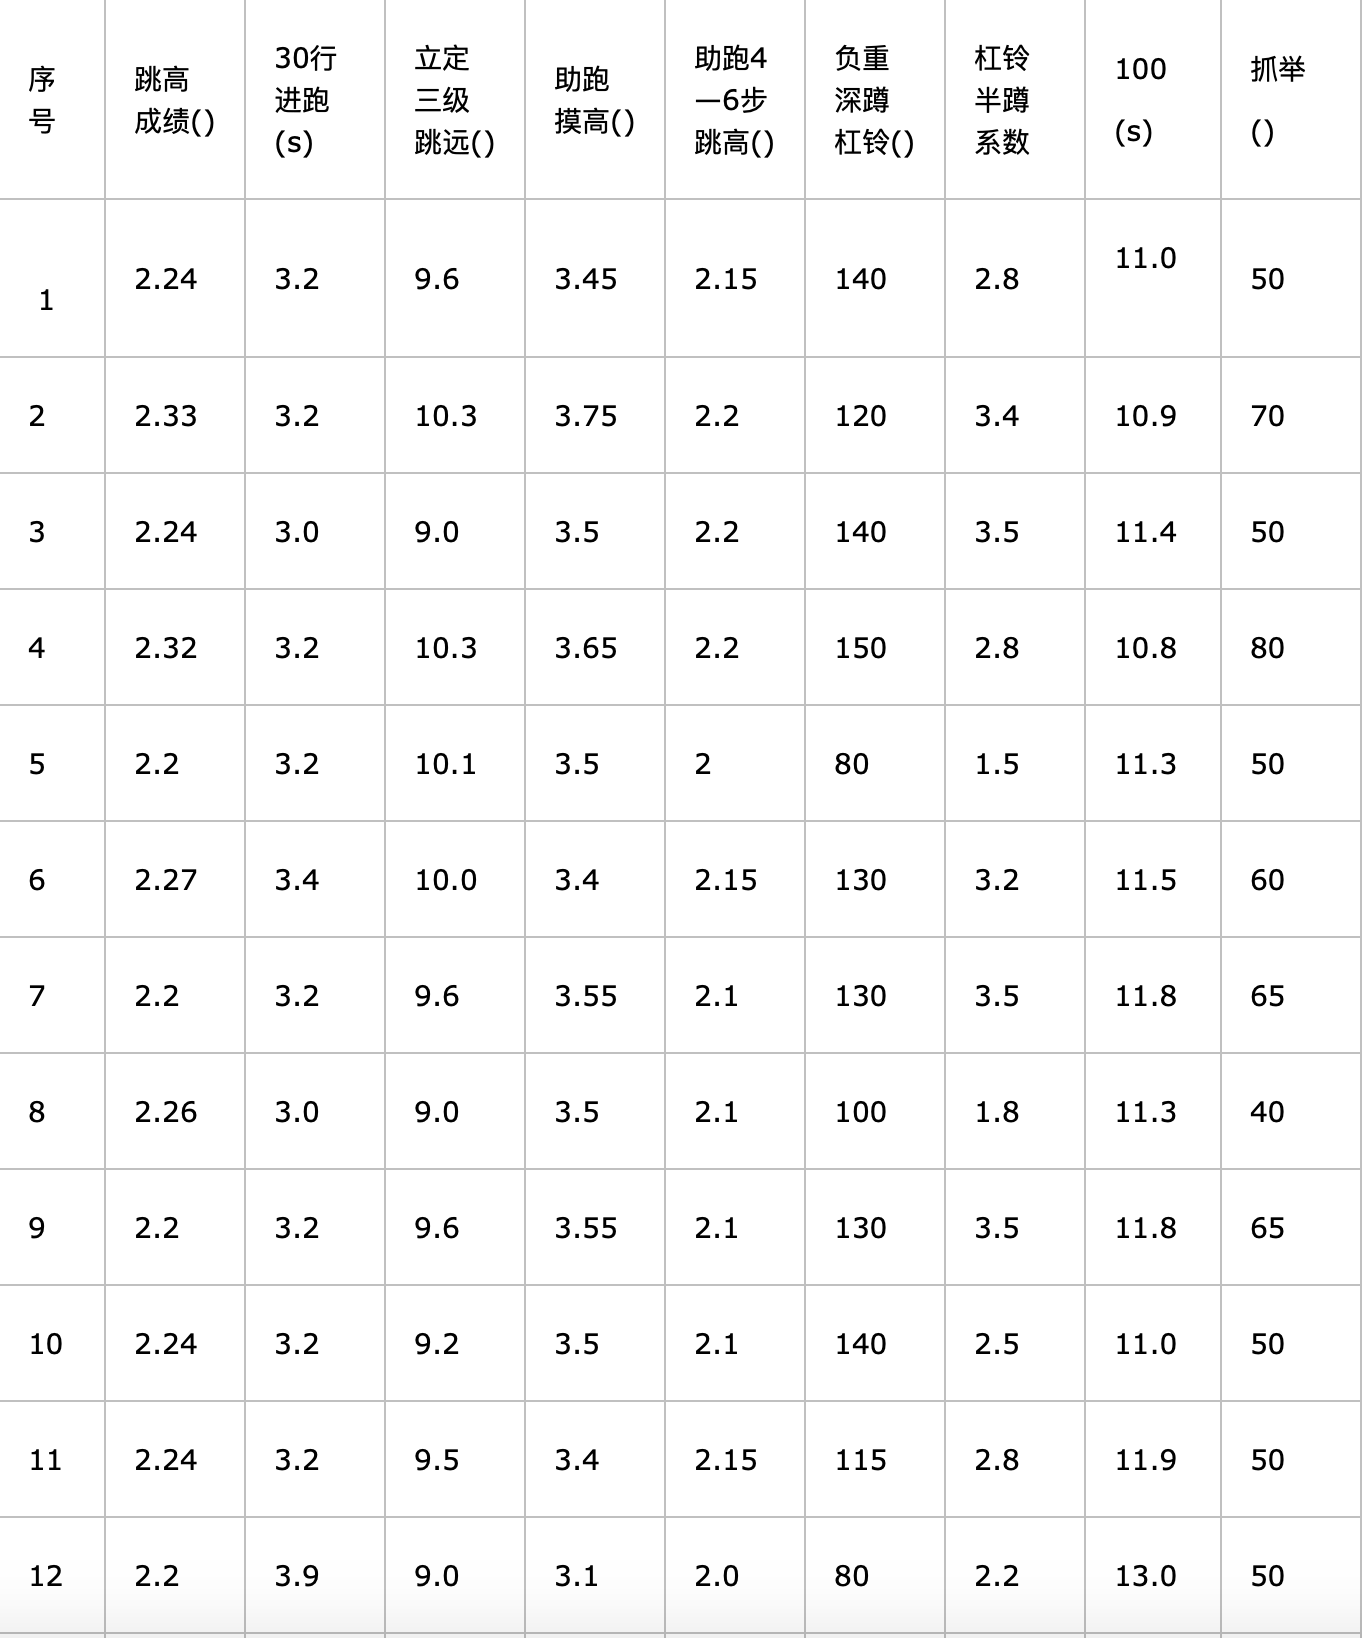 序号 跳高成绩() 30行进跑(s) 立定三级跳远() 助跑摸高() 助跑4—6步跳高() 负重深蹲杠铃() 杠铃半蹲系数 100(s) 抓举()
1 2.24 3.2 9.6 3.45 2.15 140 2.8 11.0 50
2 2.33 3.2 10.3 3.75 2.2 120 3.4 10.9 70
3 2.24 3.0 9.0 3.5 2.2 140 3.5 11.4 50
4 2.32 3.2 10.3 3.65 2.2 150 2.8 10.8 80
5 2.2 3.2 10.1 3.5 2 80 1.5 11.3 50
6 2.27 3.4 10.0 3.4 2.15 130 3.2 11.5 60
7 2.2 3.2 9.6 3.55 2.1 130 3.5 11.8 65
8 2.26 3.0 9.0 3.5 2.1 100 1.8 11.3 40
9 2.2 3.2 9.6 3.55 2.1 130 3.5 11.8 65
10 2.24 3.2 9.2 3.5 2.1 140 2.5 11.0 50
11 2.24 3.2 9.5 3.4 2.15 115 2.8 11.9 50
12 2.2 3.9 9.0 3.1 2.0 80 2.2 13.0 50